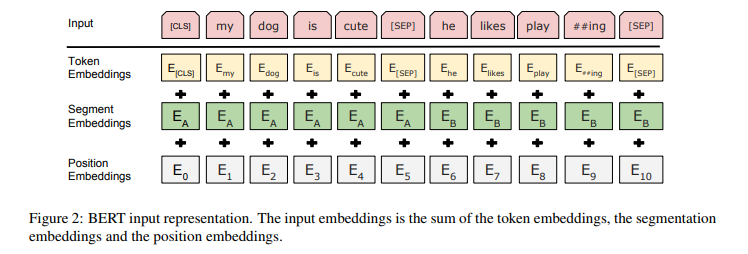 Input [CLS] my dog is cute [SEP] he likes play ##ing [SEP]
Token
Embeddings E[CLS] Emy Edog Eis Ecute E[SEP] Ehe Elikes Eplay E##ing E[SEP]
Segment
Embeddings EA EA EA EA EA EA EB EB EB EB EB
Position
Embeddings E0 E1 E2 E3 E4 E5 E6 E7 E8 E9 E10
Figure 2: BERT input representation. The input embeddings is the sum of the token embeddings, the segmentation
embeddings and the position embeddings.